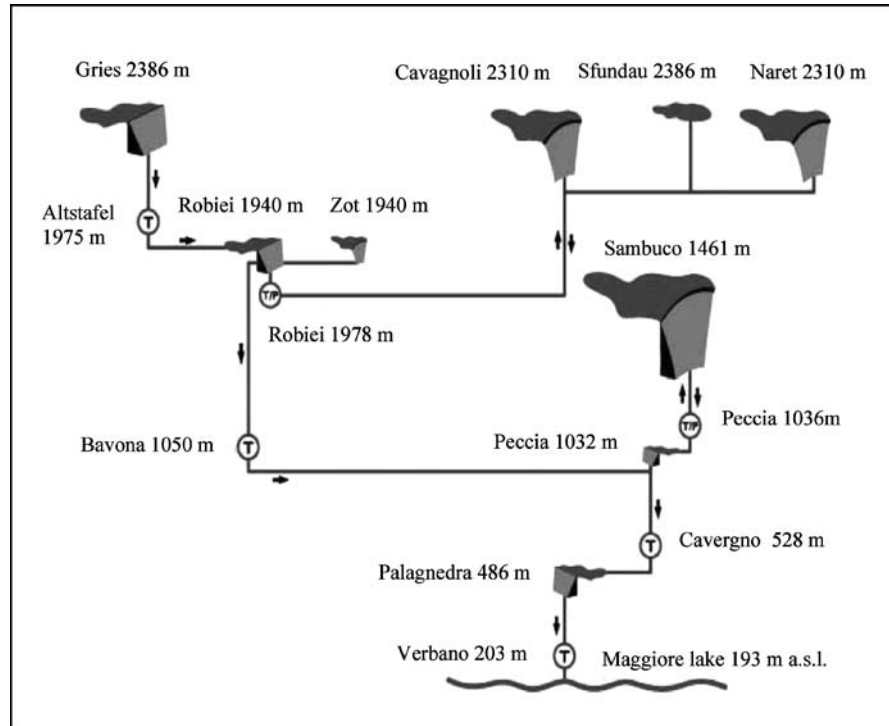 Gries 2386 m
Cavagnoli 2310 m
Sfundau 2386 m
Naret 2310 m
Altstafel
1975 m
T
Robiei 1940 m
Zot 1940 m
Sambuco 1461 m
T/P
Robiei 1978 m
Peccia 1036m
T/P
Bavona 1050 m
T
Peccia 1032 m
Cavergno 528 m
T
Palagnedra 486 m
Verbano 203 m
T
Maggiore lake 193 m a.s.l.